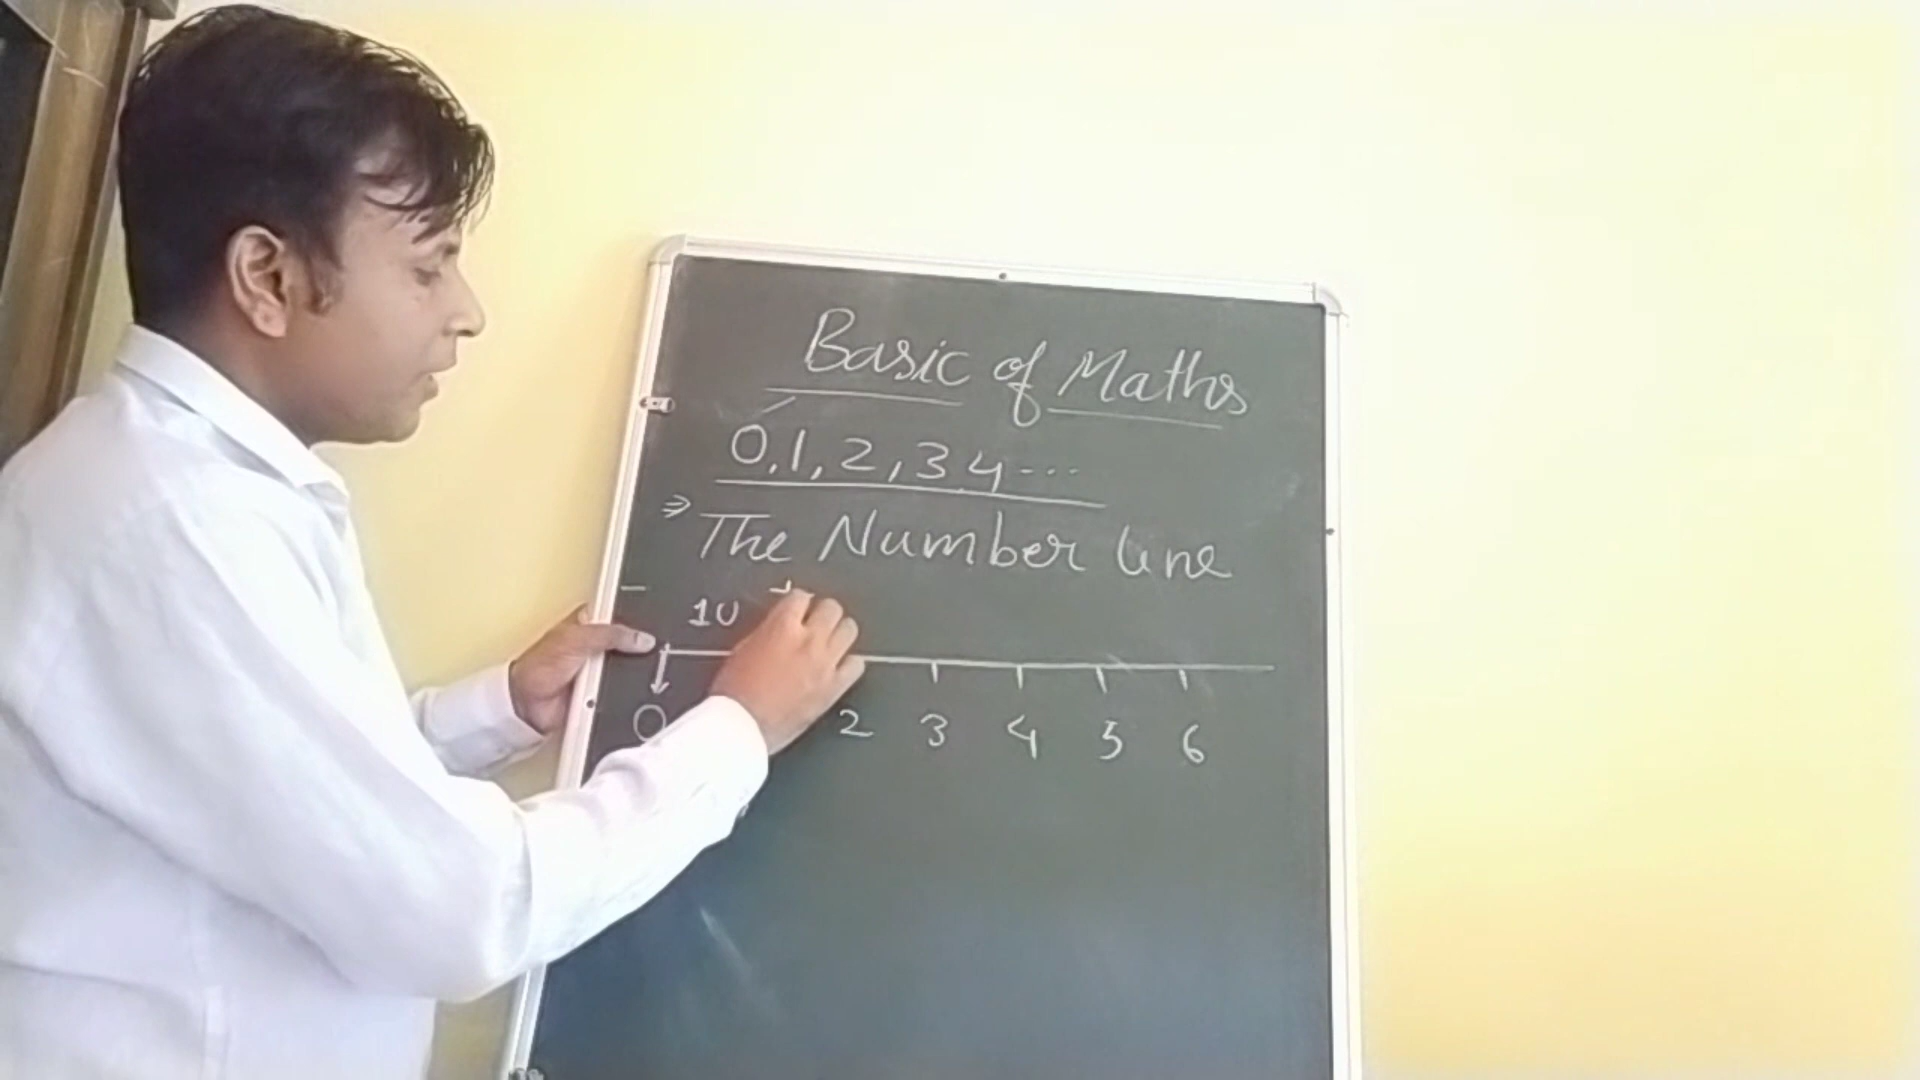 Basic of Maths
0,1,2,3,4...
⇒ The Number line
10
0 2 3 4 5 6